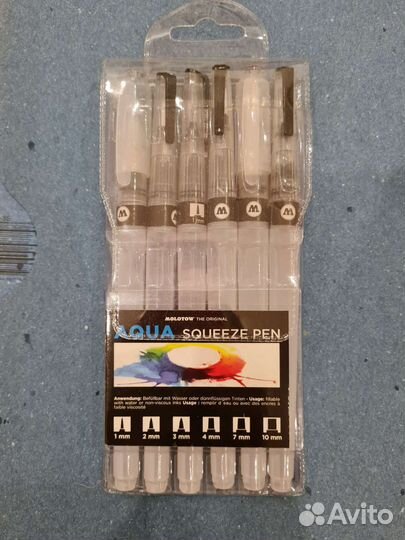 MOLOTOW THE ORIGINAL
AQUA SQUEEZE PEN
Anwendung: Befüllbar mit Wasser oder dünnflüssigen Tinten • Usage: fillable
with water or non-viscous inks Usage : remplir d'eau ou avec des encres à
faible viscosité
1 mm 2 mm 3 mm 4 mm 7 mm 10 mm
Avito